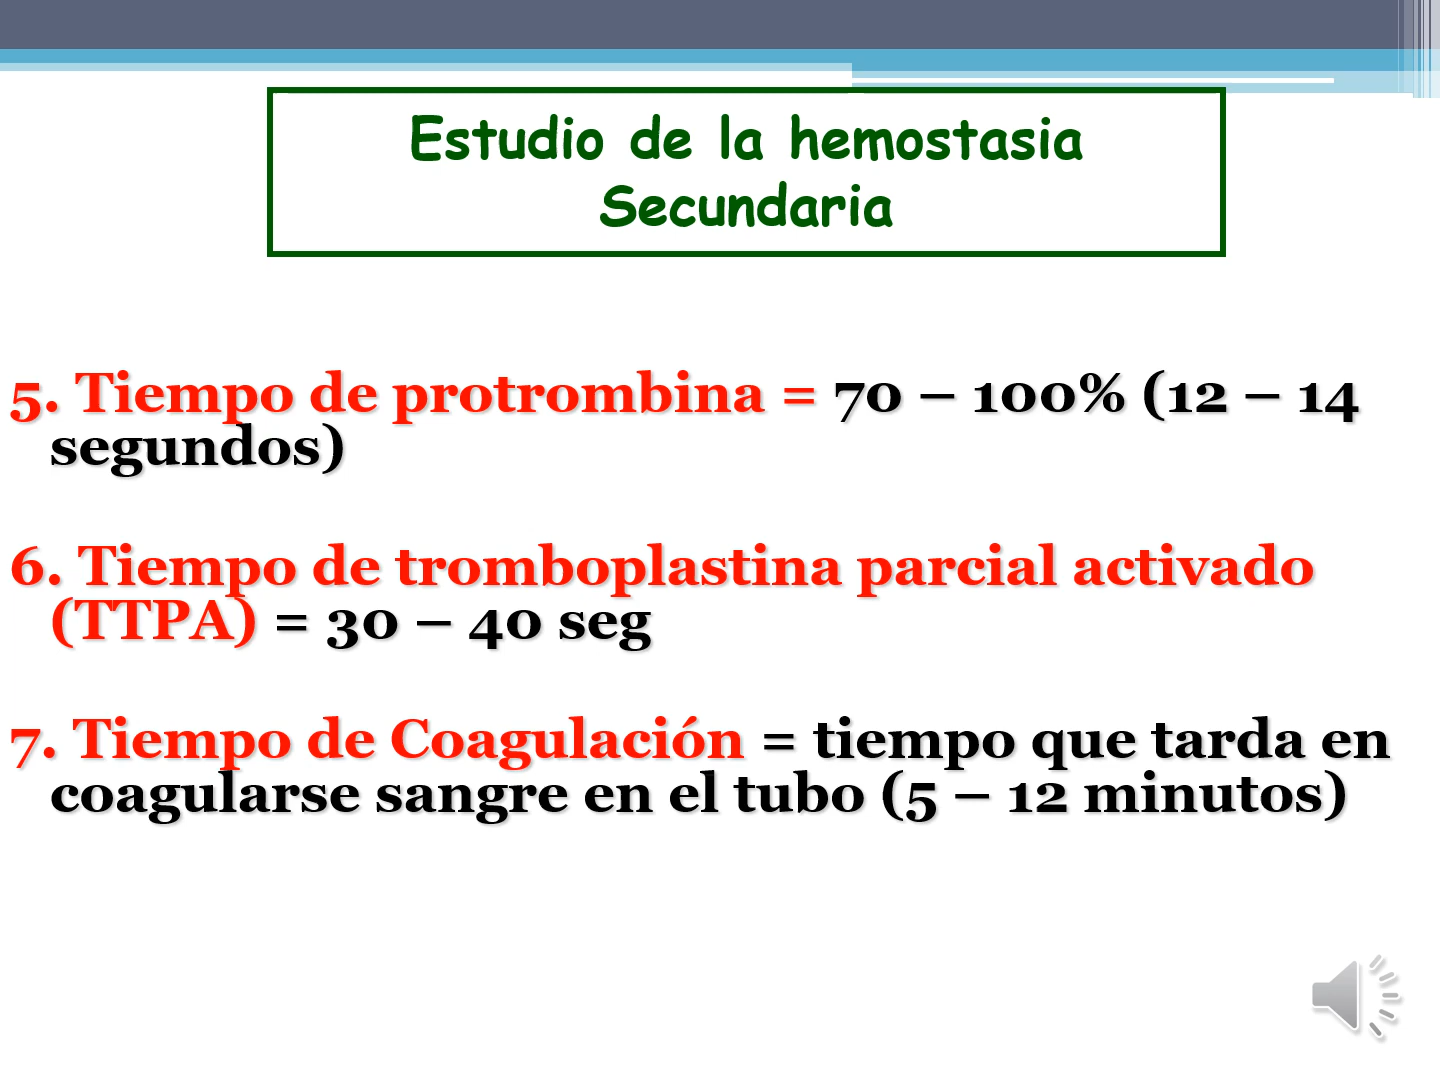 Estudio de la hemostasia
Secundaria
5. Tiempo de protrombina = 70 – 100% (12 – 14
segundos)
6. Tiempo de tromboplastina parcial activado
(TTPA) = 30 – 40 seg
7. Tiempo de Coagulación = tiempo que tarda en
coagularse sangre en el tubo (5 – 12 minutos)